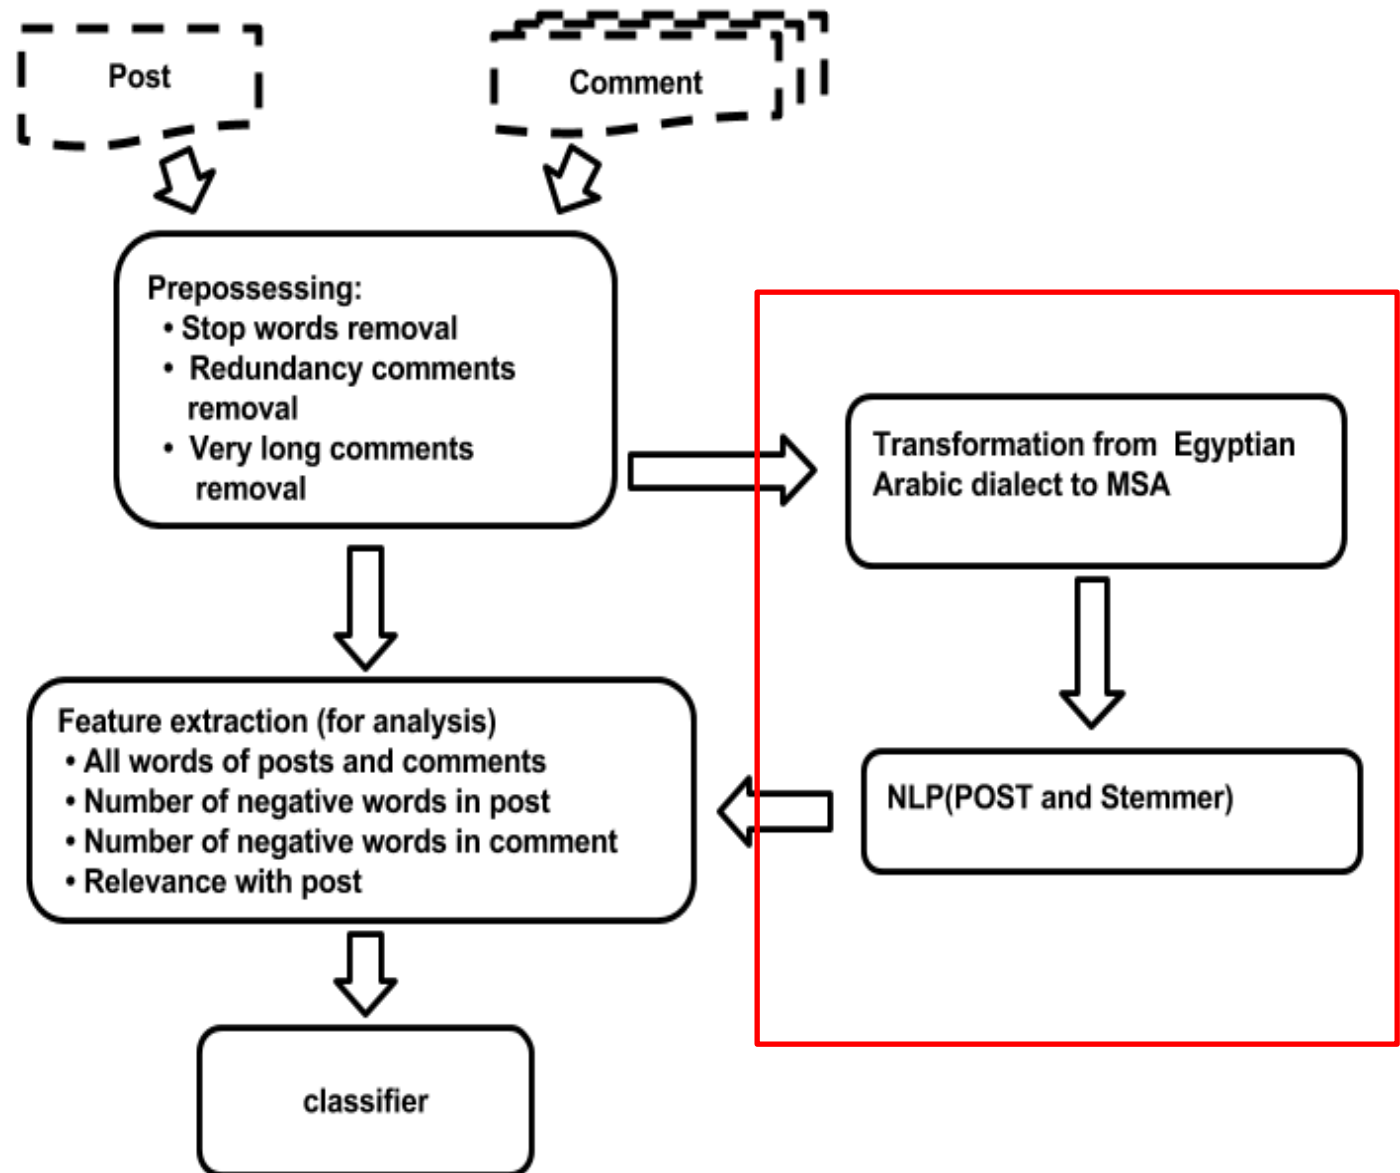 Post
Comment
Prepossessing:
• Stop words removal
• Redundancy comments
removal
• Very long comments
removal
Transformation from Egyptian
Arabic dialect to MSA
Feature extraction (for analysis)
• All words of posts and comments
• Number of negative words in post
• Number of negative words in comment
• Relevance with post
NLP(POST and Stemmer)
classifier